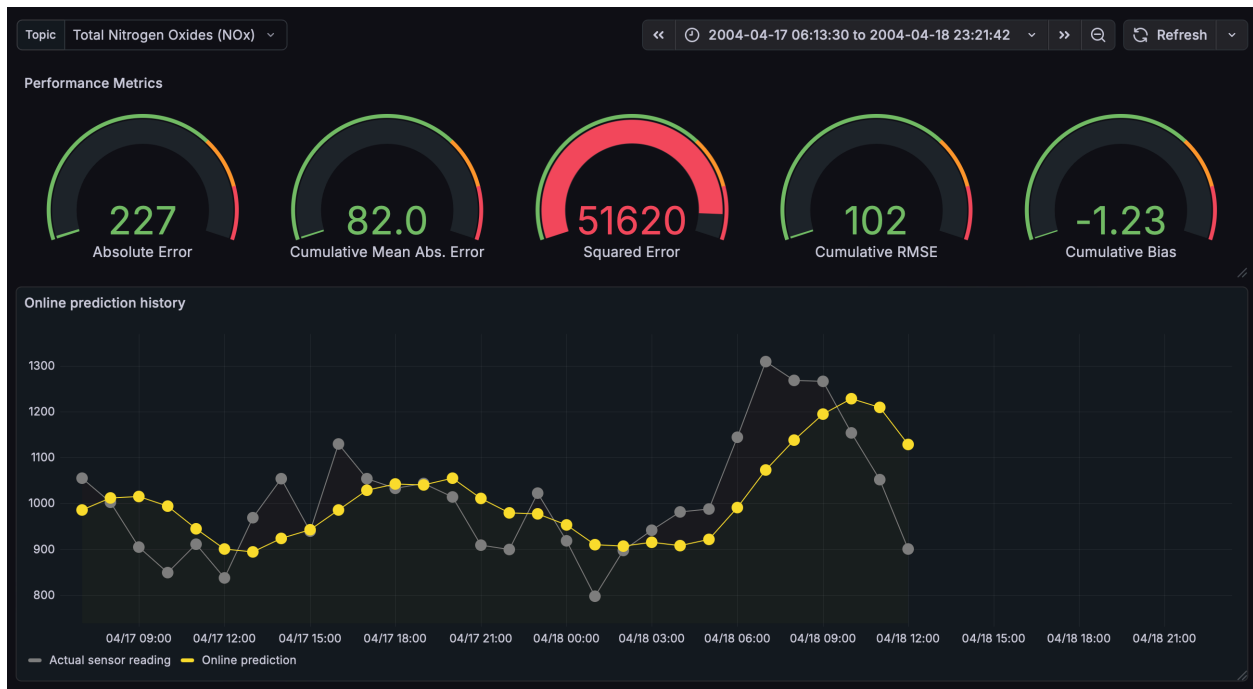 Topic Total Nitrogen Oxides (NOx) 2004-04-17 06:13:30 to 2004-04-18 23:21:42 Refresh
Performance Metrics
227 82.0 51620 102 -1.23
Absolute Error Cumulative Mean Abs. Error Squared Error Cumulative RMSE Cumulative Bias
Online prediction history
1300
1200
1100
1000
900
800
04/17 09:00 04/17 12:00 04/17 15:00 04/17 18:00 04/17 21:00 04/18 00:00 04/18 03:00 04/18 06:00 04/18 09:00 04/18 12:00 04/18 15:00 04/18 18:00 04/18 21:00
Actual sensor reading Online prediction